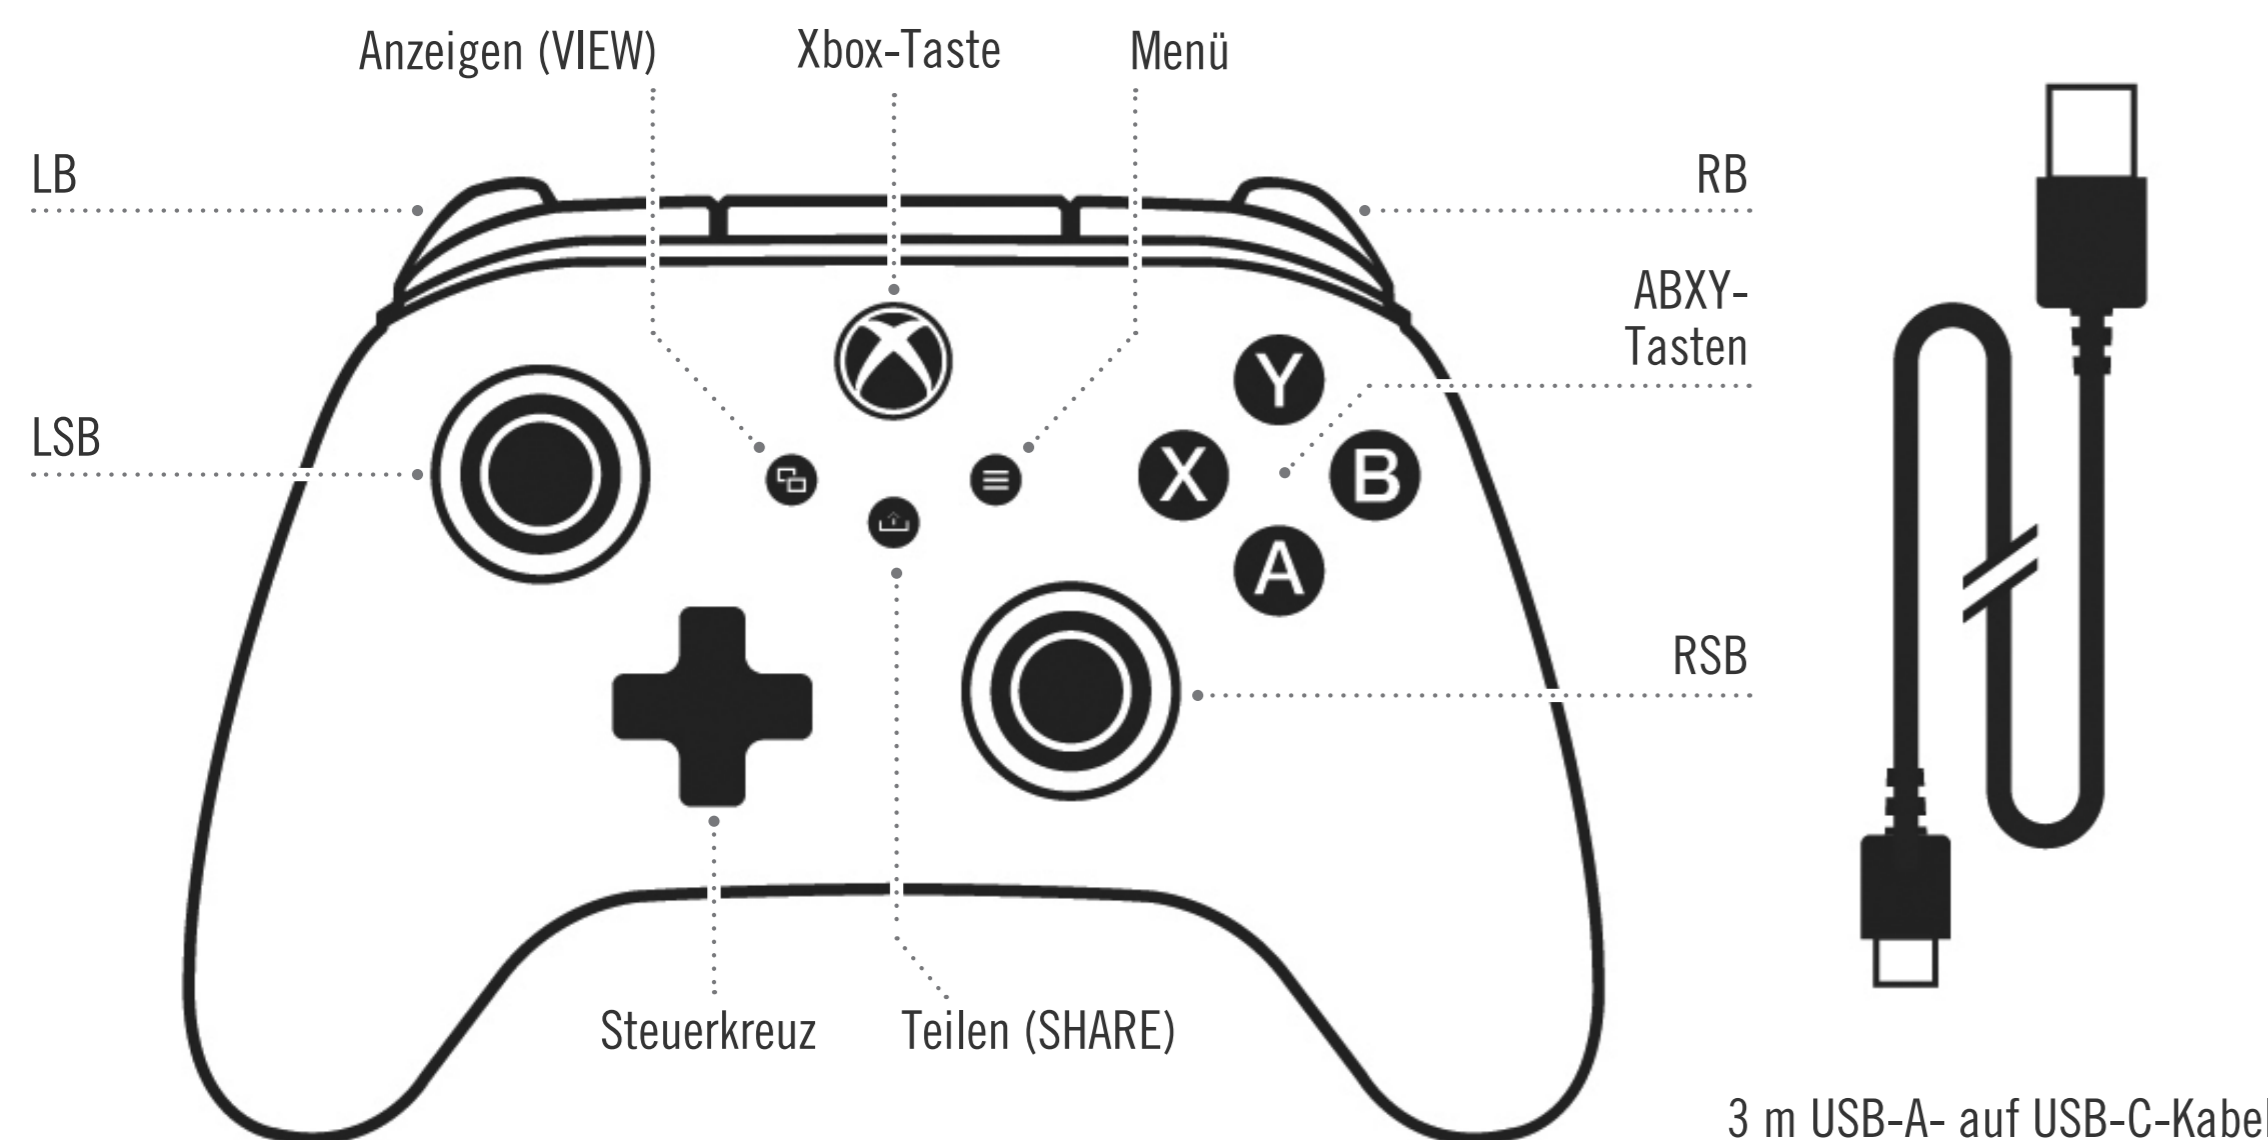 Anzeigen (VIEW)
Xbox-Taste
Menü
LB
RB
ABXY-
Tasten
LSB
Y
X
B
A
RSB
Steuerkreuz
Teilen (SHARE)
3 m USB-A- auf USB-C-Kabel